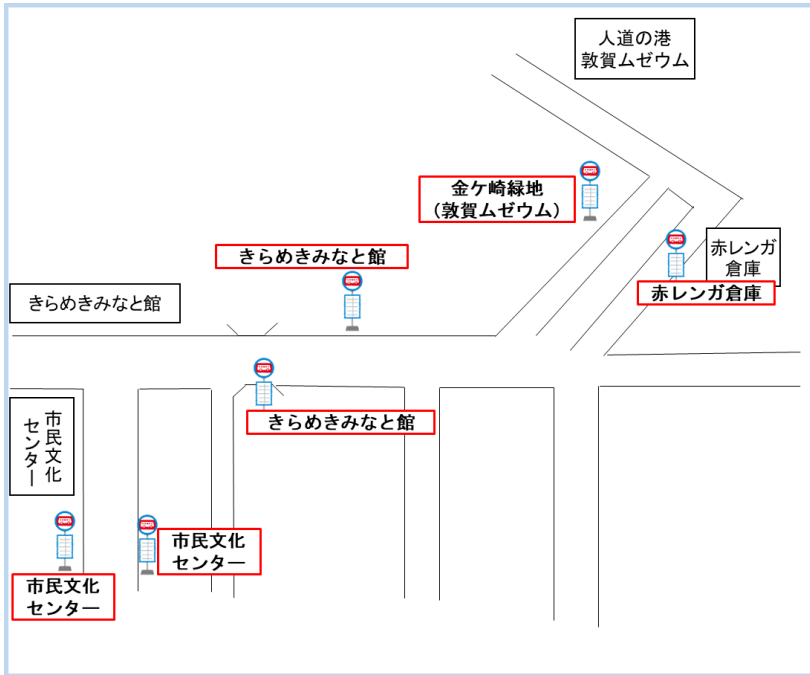 人道の港
敦賀ムゼウム
金ケ崎緑地
（敦賀ムゼウム）
きらめきみなと館
赤レンガ
倉庫
赤レンガ倉庫
きらめきみなと館
きらめきみなと館
市民文化
センター
市民文化
センター
市民文化
センター